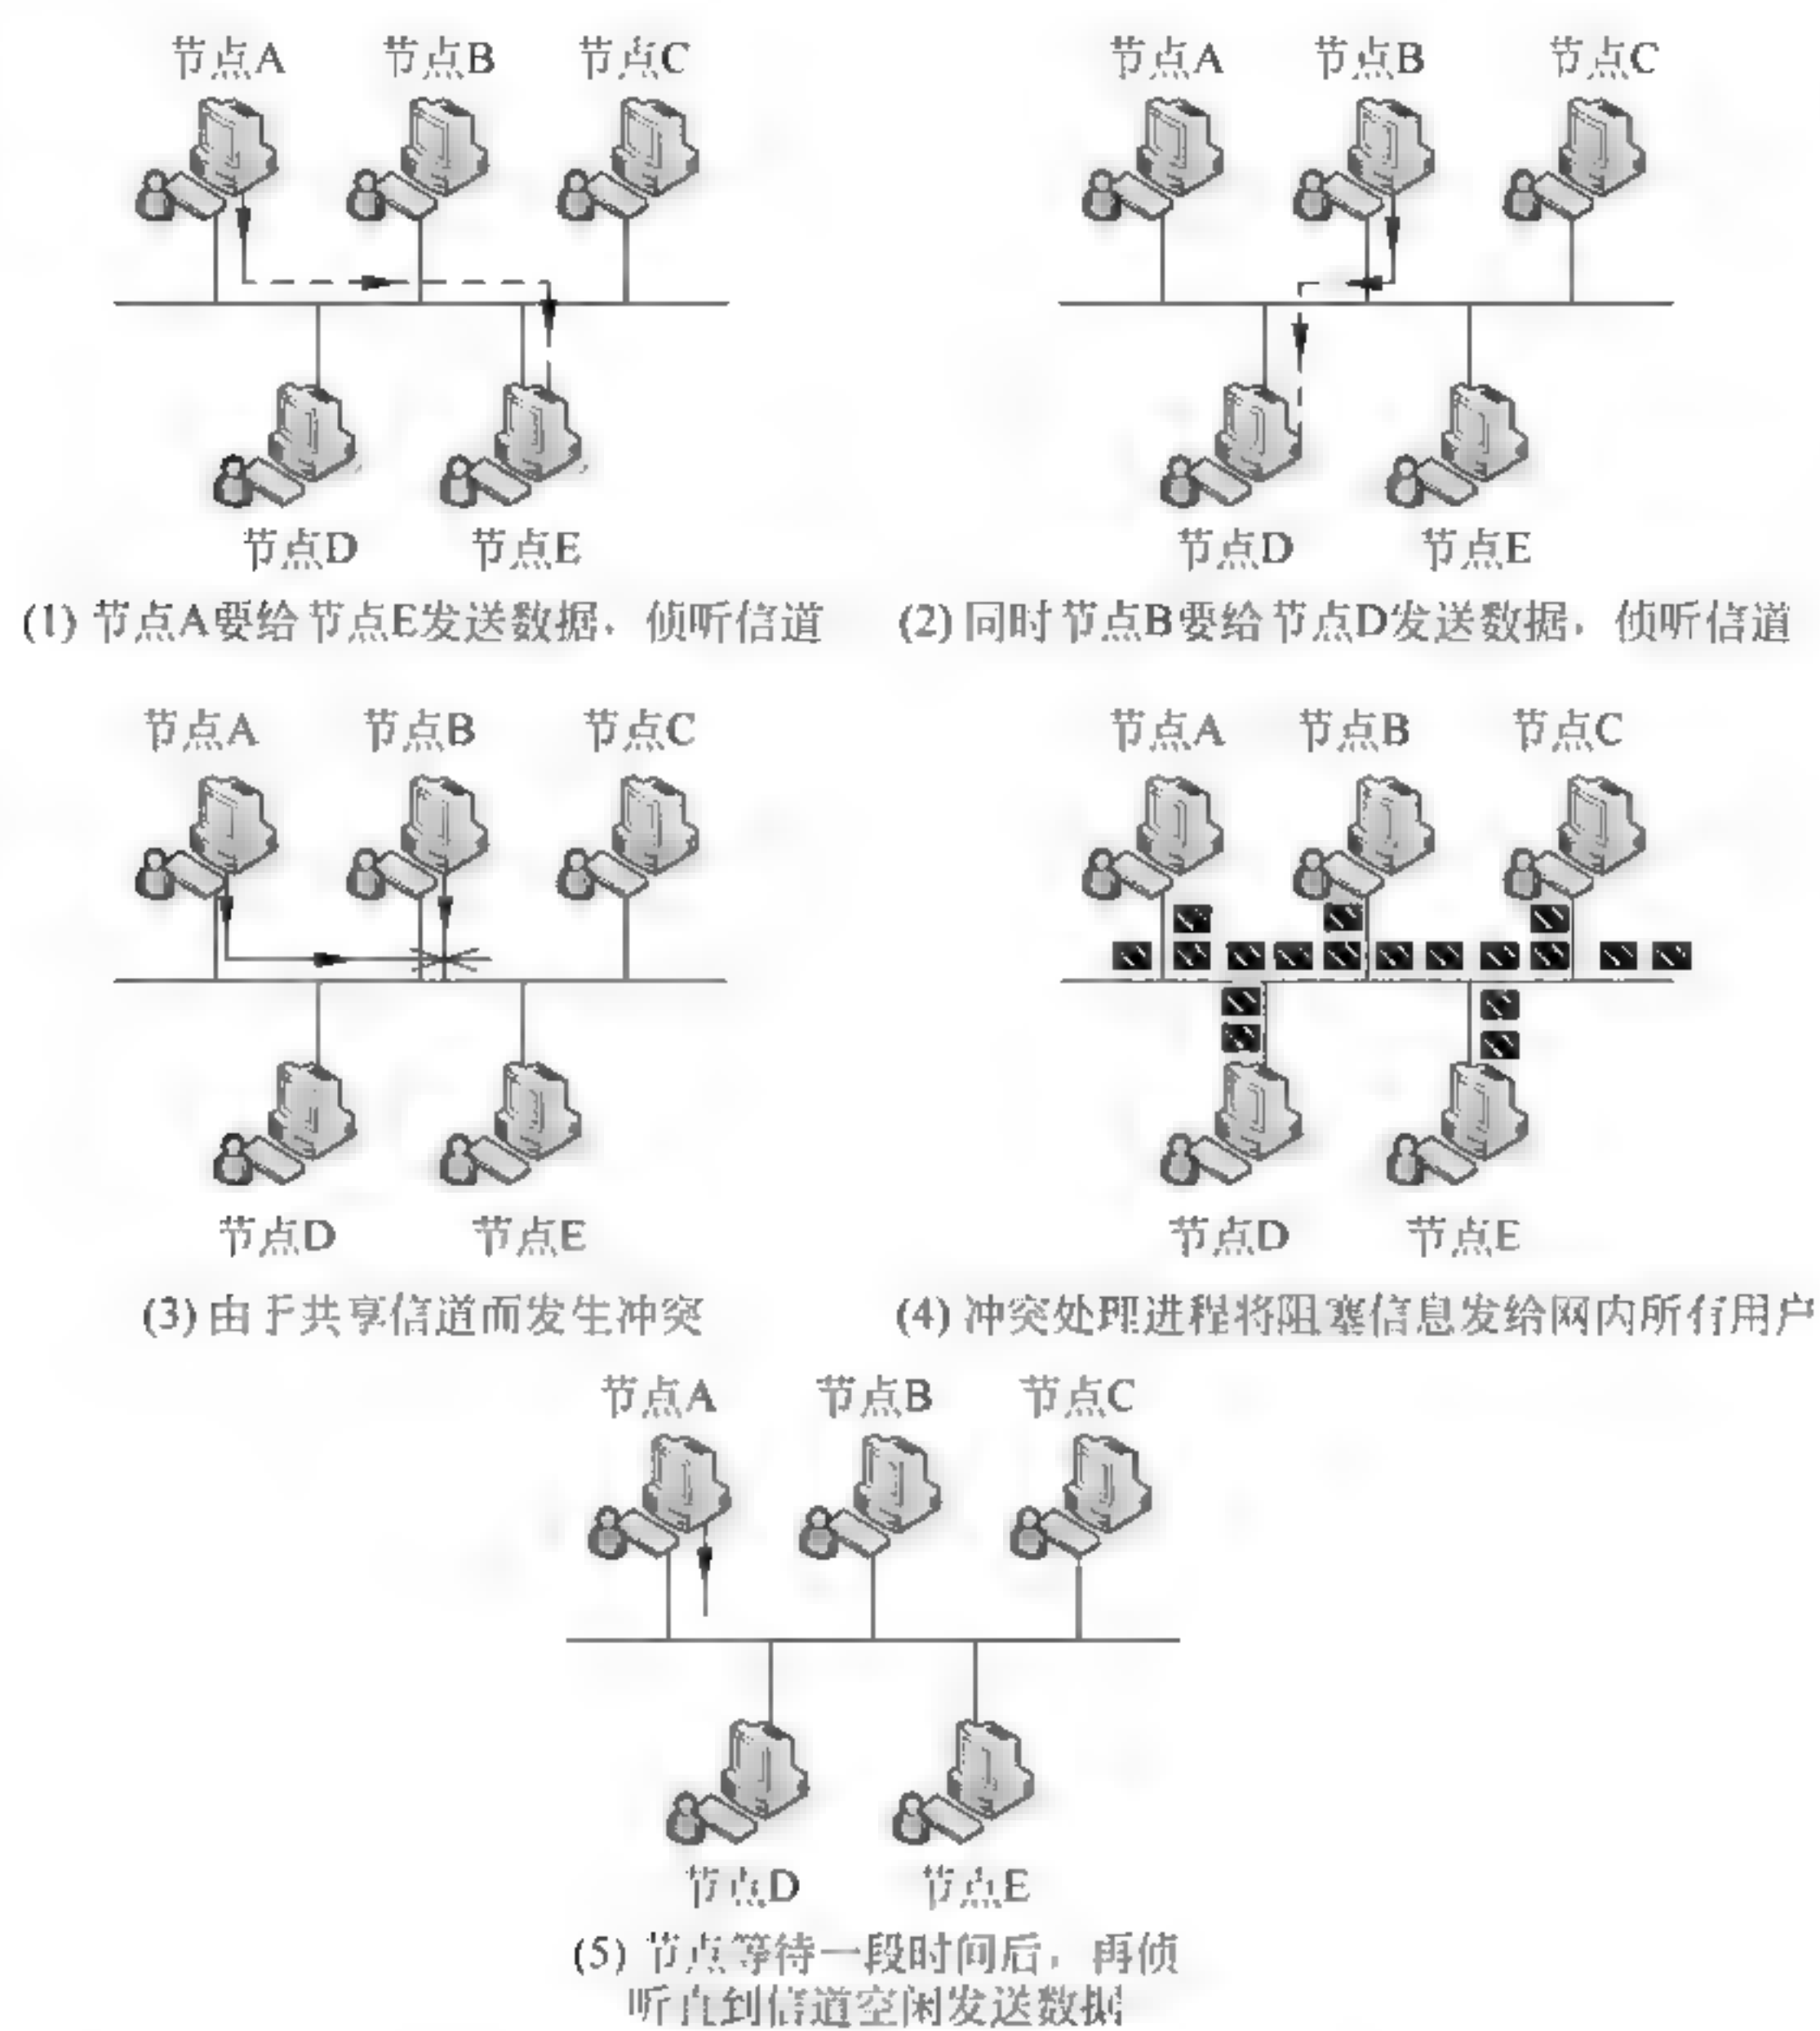 节点A 节点B 节点C
节点A 节点B 节点C
节点D 节点E
节点D 节点E
(1) 节点A要给节点E发送数据，侦听信道
(2) 同时节点B要给节点D发送数据，侦听信道
节点A 节点B 节点C
节点A 节点B 节点C
节点D 节点E
节点D 节点E
(3) 由于共享信道而发生冲突
(4) 冲突处理进程将阻塞信息发给网内所有用户
节点A 节点B 节点C
节点D 节点E
(5) 节点等待一段时间后，再侦
听直到信道空闲发送数据